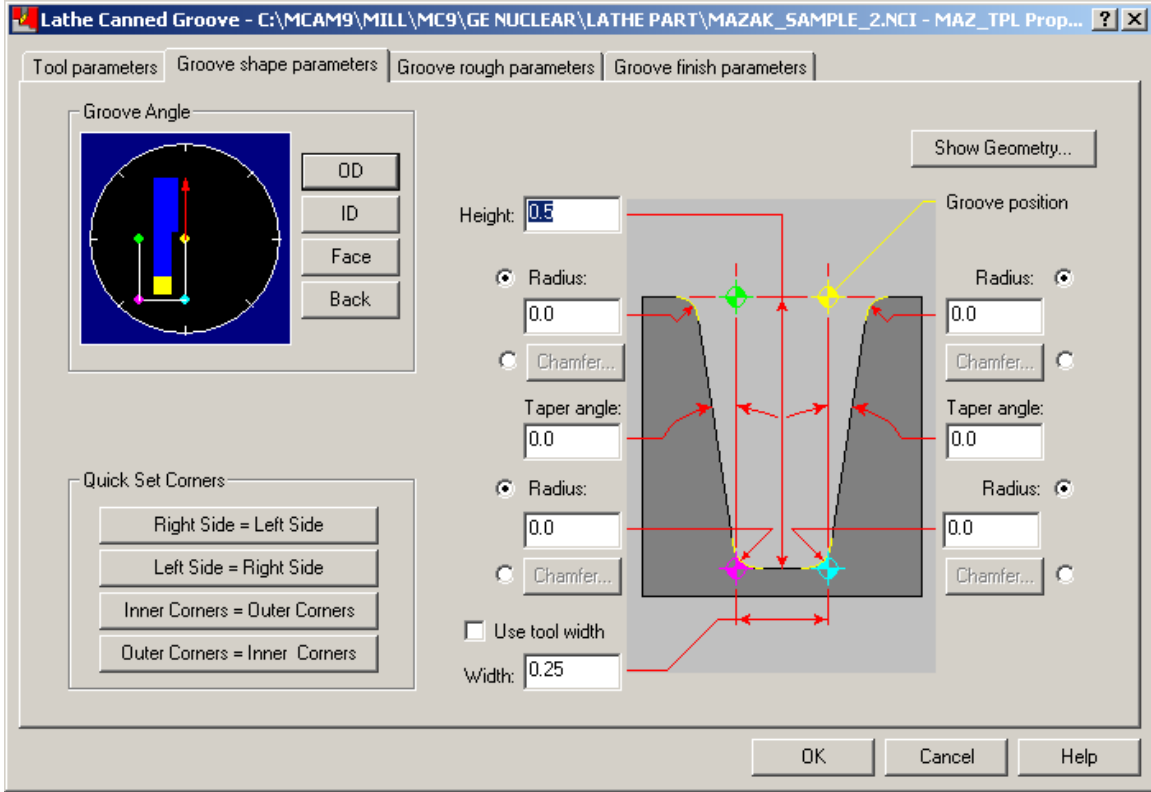 Lathe Canned Groove - C:\MCAM9\MILL\MC9\GE NUCLEAR\LATHE PART\MAZAK_SAMPLE_2.NCI - MAZ_TPL Prop...
Tool parameters
Groove shape parameters
Groove rough parameters
Groove finish parameters
Groove Angle
OD
ID
Face
Back
Show Geometry...
Height: 0.5
Groove position
Radius:
0.0
Chamfer...
Taper angle:
0.0
Radius:
0.0
Chamfer...
Radius:
0.0
Chamfer...
Taper angle:
0.0
Radius:
0.0
Chamfer...
Quick Set Corners
Right Side = Left Side
Left Side = Right Side
Inner Corners = Outer Corners
Outer Corners = Inner Corners
Use tool width
Width: 0.25
OK
Cancel
Help